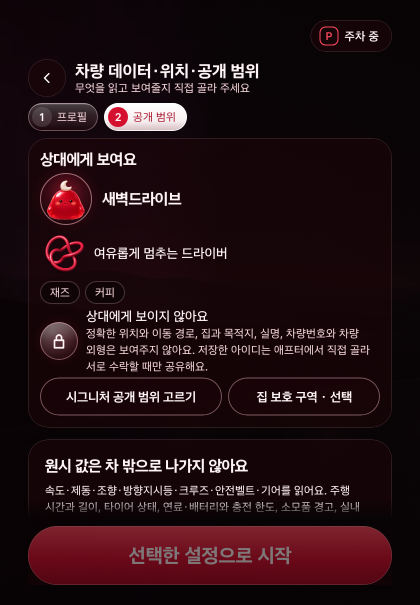 P 주차 중
차량 데이터·위치·공개 범위
무엇을 읽고 보여줄지 직접 골라 주세요
1 프로필 2 공개 범위
상대에게 보여요
새벽드라이브
여유롭게 멈추는 드라이버
재즈 커피
상대에게 보이지 않아요
정확한 위치와 이동 경로, 집과 목적지, 실명, 차량번호와 차량
외형은 보여주지 않아요. 저장한 아이디는 애프터에서 직접 골라
서로 수락할 때만 공유해요.
시그니처 공개 범위 고르기 집 보호 구역 · 선택
원시 값은 차 밖으로 나가지 않아요
속도·제동·조향·방향지시등·크루즈·안전벨트·기어를 읽어요. 주행
시간과 길이, 타이어 상태, 연료·배터리와 충전 한도, 소모품 경고, 실내
선택한 설정으로 시작